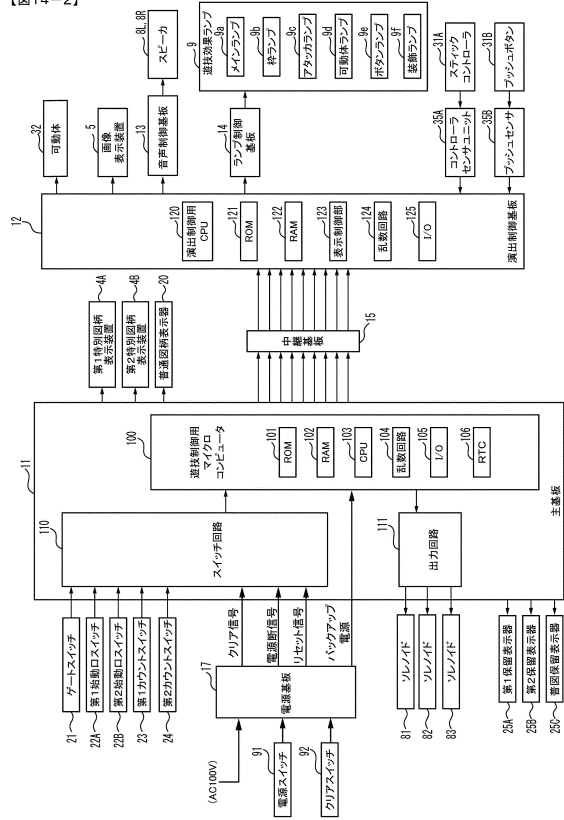 【図14-2】
32
可動体
5
画像
表示装置
13
音声制御基板
8L,8R
スピーカ
9
遊技効果ランプ
9a
メインランプ
9b
枠ランプ
9c
アタッカランプ
9d
可動体ランプ
9e
ボタンランプ
9f
装飾ランプ
14
ランプ制御
基板
31A
スティック
コントローラ
35A
コントローラ
センサユニット
31B
プッシュボタン
35B
プッシュセンサ
12
120
演出制御用
CPU
121
ROM
122
RAM
123
表示制御部
124
乱数回路
125
I/O
演出制御基板
4A
第1特別図柄
表示装置
4B
第2特別図柄
表示装置
20
普通図柄表示器
中継基板
15
11
100
遊技制御用
マイクロ
コンピュータ
101
ROM
102
RAM
103
CPU
104
乱数回路
105
I/O
106
RTC
主基板
110
スイッチ回路
111
出力回路
21
ゲートスイッチ
22A
第1始動口スイッチ
22B
第2始動口スイッチ
23
第1カウントスイッチ
24
第2カウントスイッチ
クリア信号
電源断信号
リセット信号
バックアップ
電源
17
電源基板
(AC100V)
91
電源スイッチ
92
クリアスイッチ
81
ソレノイド
82
ソレノイド
83
ソレノイド
25A
第1保留表示器
25B
第2保留表示器
25C
普図保留表示器